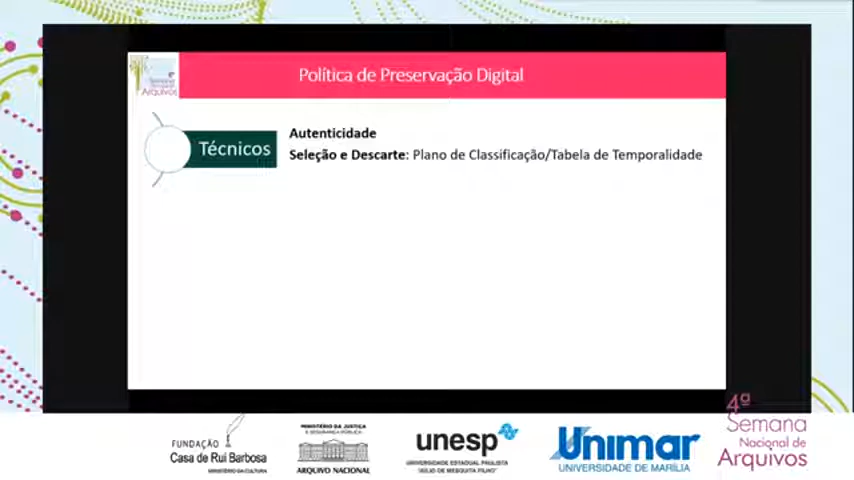 Política de Preservação Digital
Semana
Arquivos
Técnicos
Autenticidade
Seleção e Descarte: Plano de Classificação/Tabela de Temporalidade
FUNDAÇÃO
Casa de Rui Barbosa
MINISTÉRIO DA CULTURA
MINISTÉRIO DA JUSTIÇA
E SEGURANÇA PÚBLICA
ARQUIVO NACIONAL
unesp
UNIVERSIDADE ESTADUAL PAULISTA
"JÚLIO DE MESQUITA FILHO"
Unimar
UNIVERSIDADE DE MARÍLIA
4ª
Semana
Nacional de
Arquivos